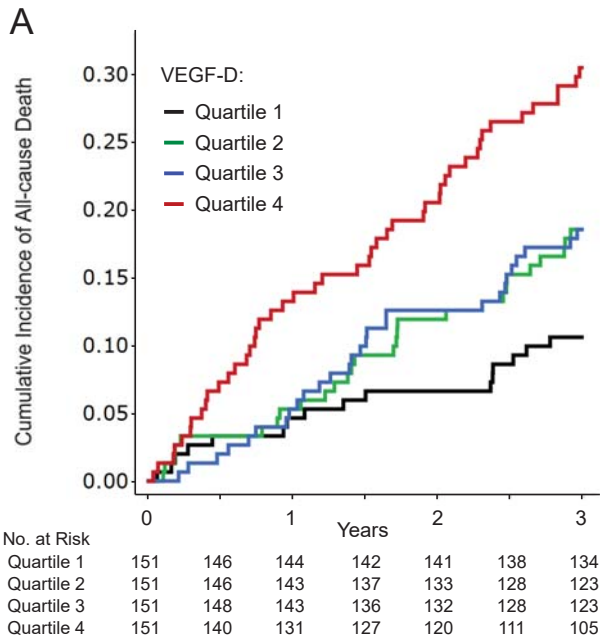 A
Cumulative Incidence of All-cause Death
VEGF-D:
Quartile 1
Quartile 2
Quartile 3
Quartile 4
0.30
0.25
0.20
0.15
0.10
0.05
0.00
0 1 2 3
Years
No. at Risk
Quartile 1 151 146 144 142 141 138 134
Quartile 2 151 146 143 137 133 128 123
Quartile 3 151 148 143 136 132 128 123
Quartile 4 151 140 131 127 120 111 105